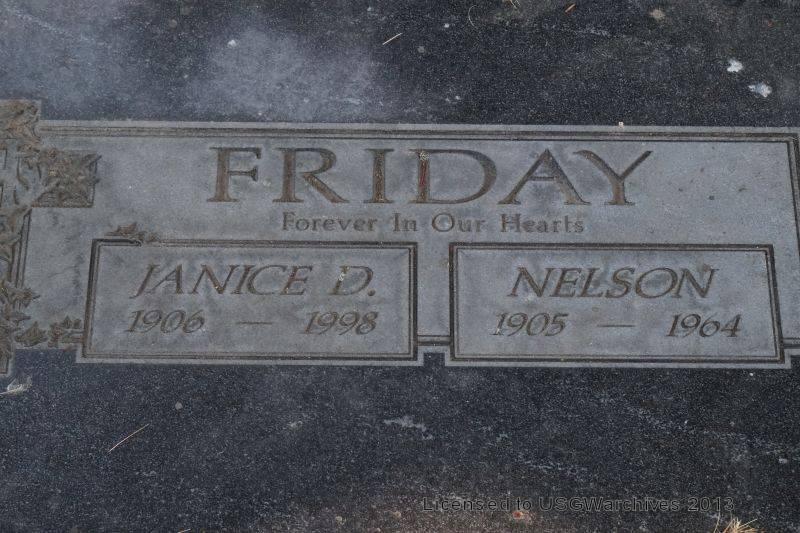 FRIDAY
Forever In Our Hearts
JANICE D.
1906 — 1998
NELSON
1905 — 1964
Licensed to USGWarchives 2013